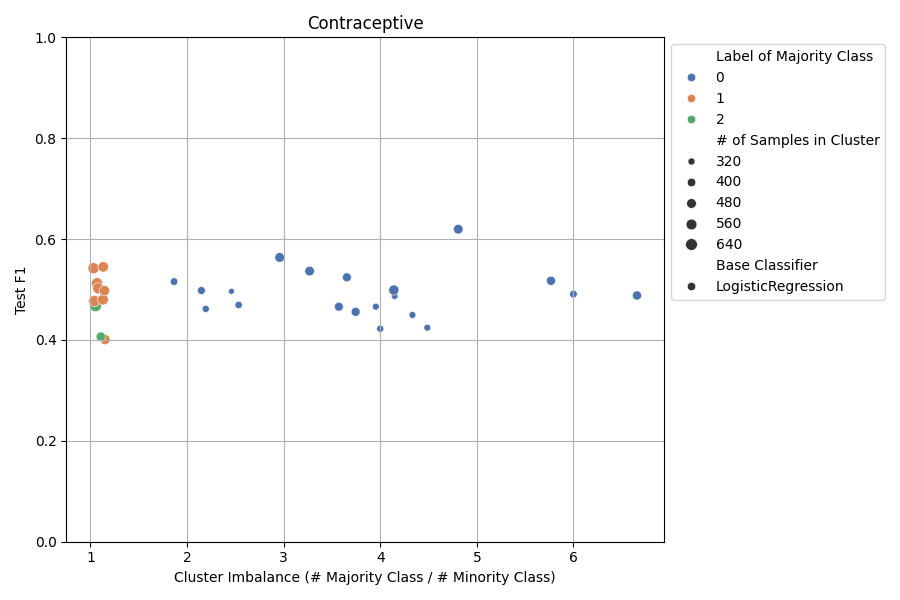 Contraceptive
Test F1
1.0
0.8
0.6
0.4
0.2
0.0
1 2 3 4 5 6
Cluster Imbalance (# Majority Class / # Minority Class)
Label of Majority Class
0
1
2
# of Samples in Cluster
320
400
480
560
640
Base Classifier
LogisticRegression